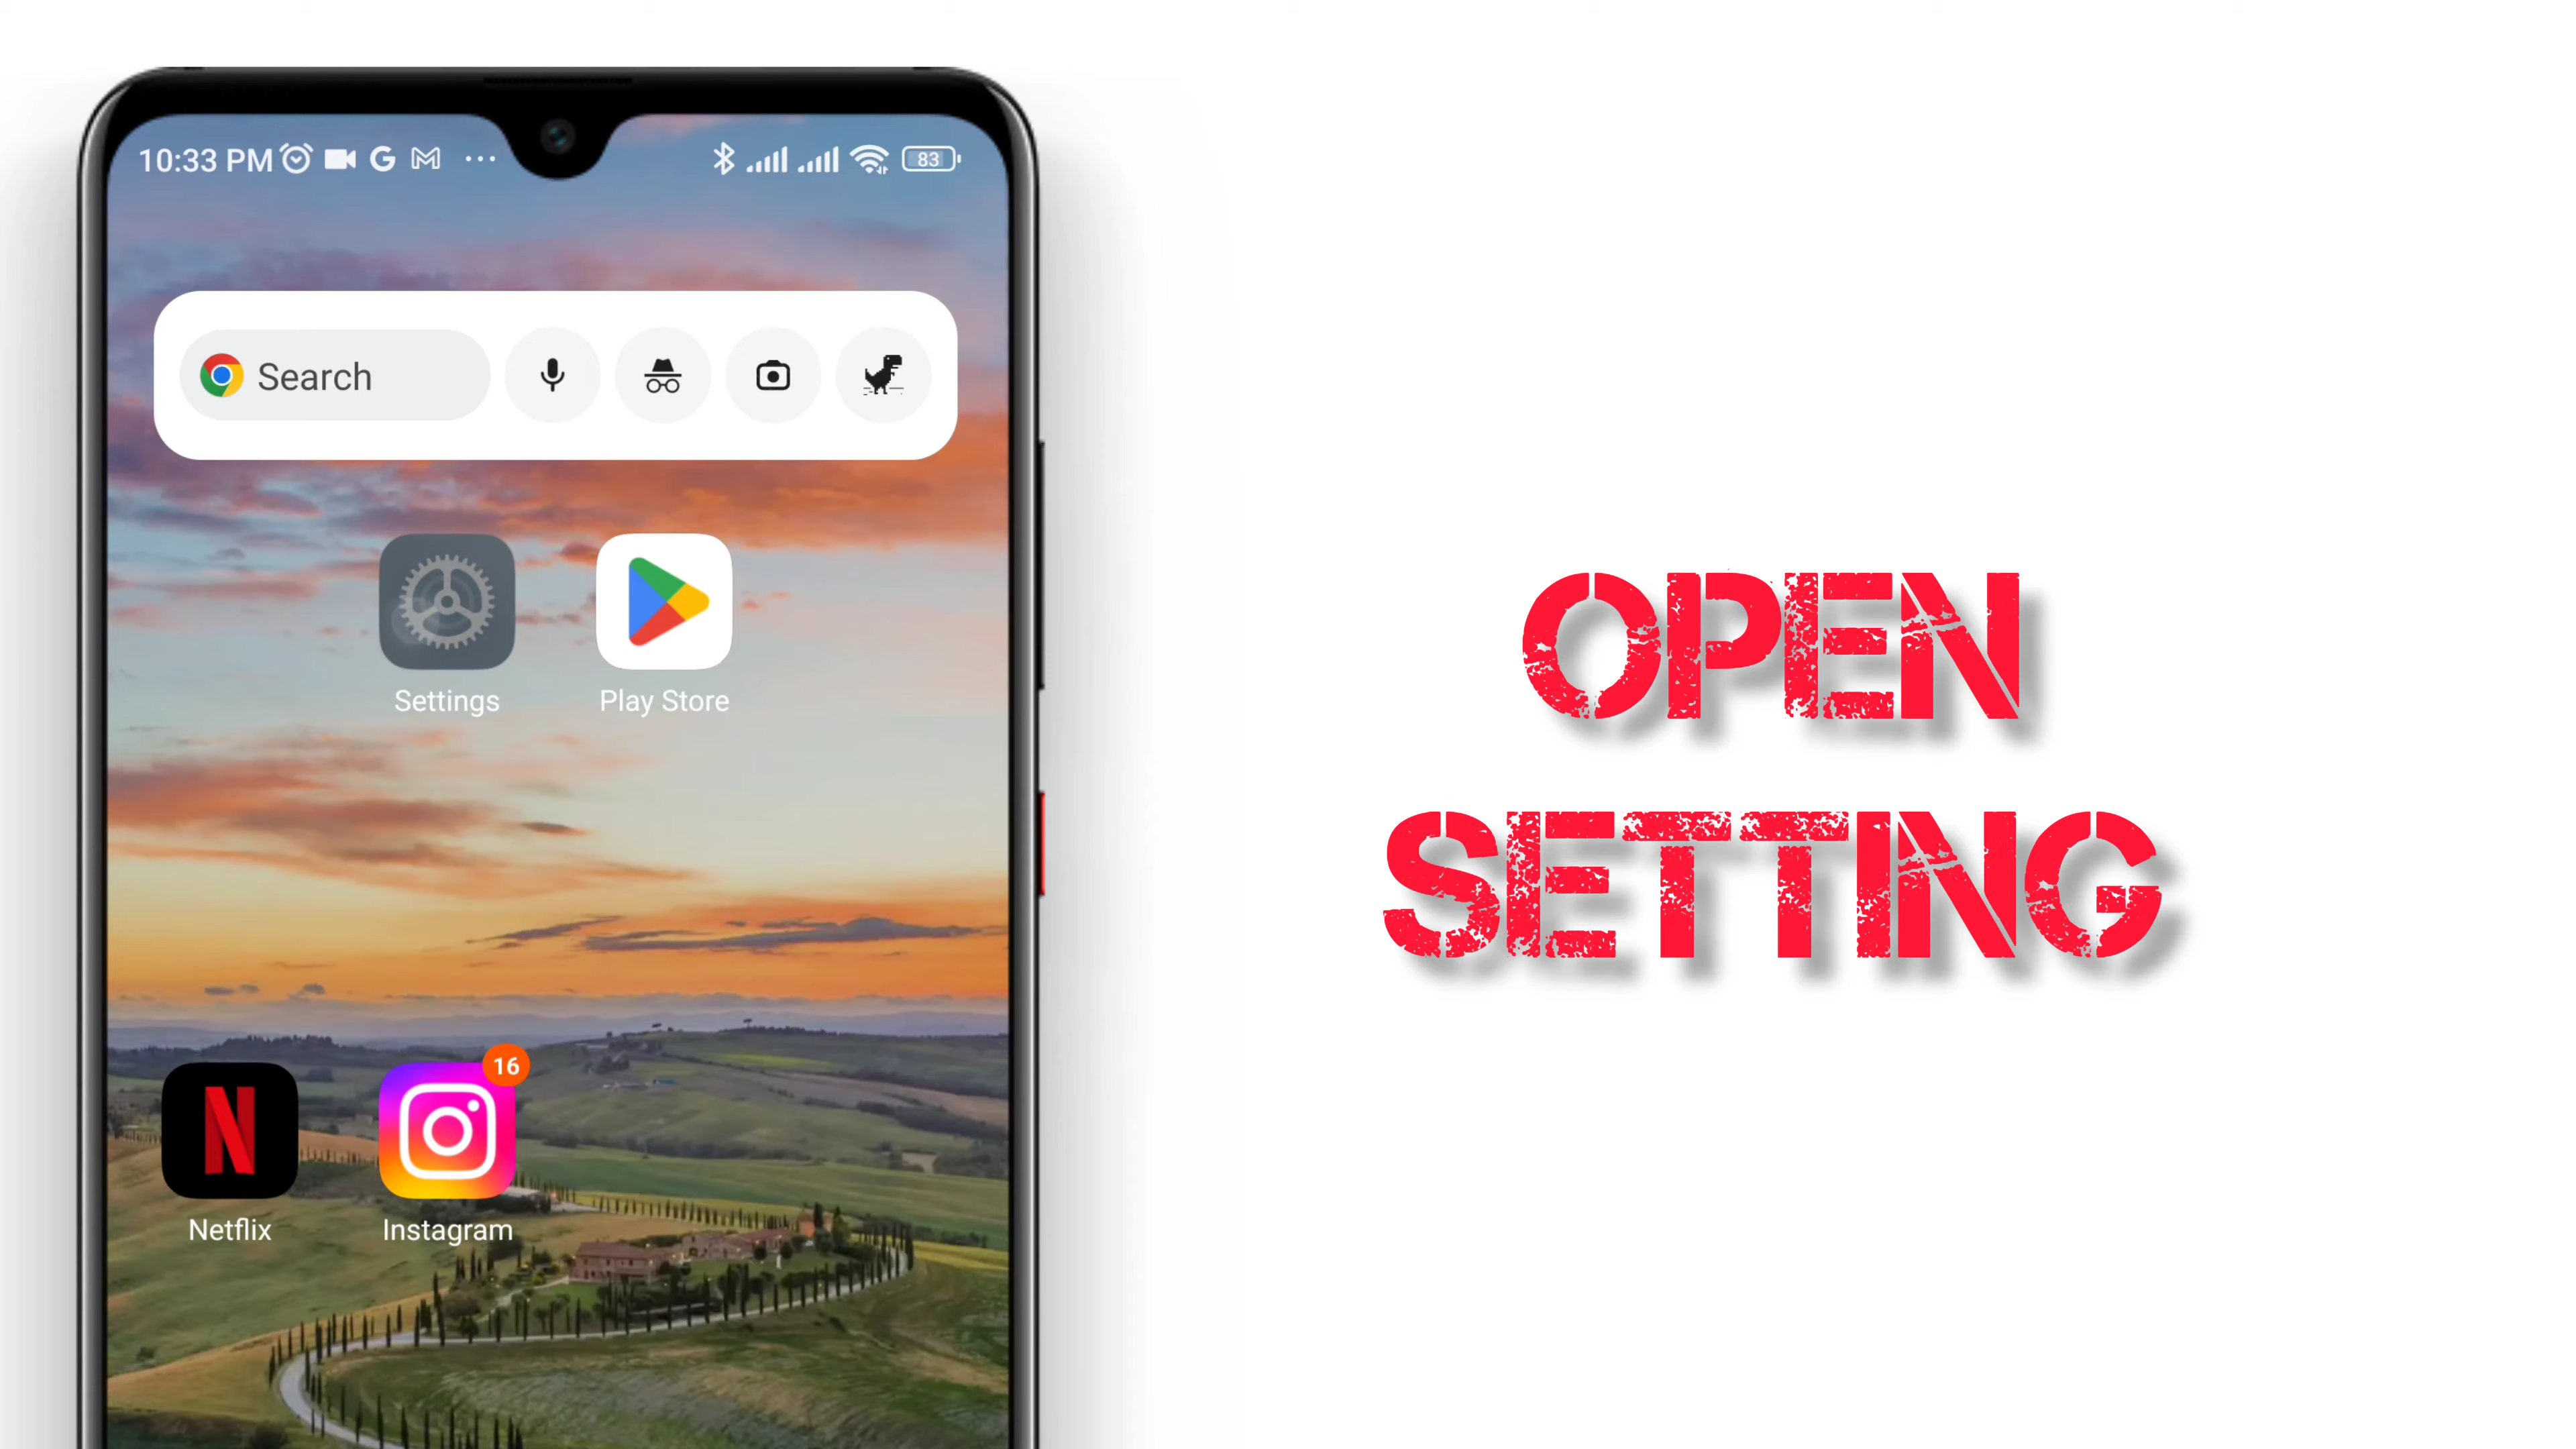 10:33 PM
83
Search
Settings
Play Store
16
Netflix
Instagram
OPEN
SETTING